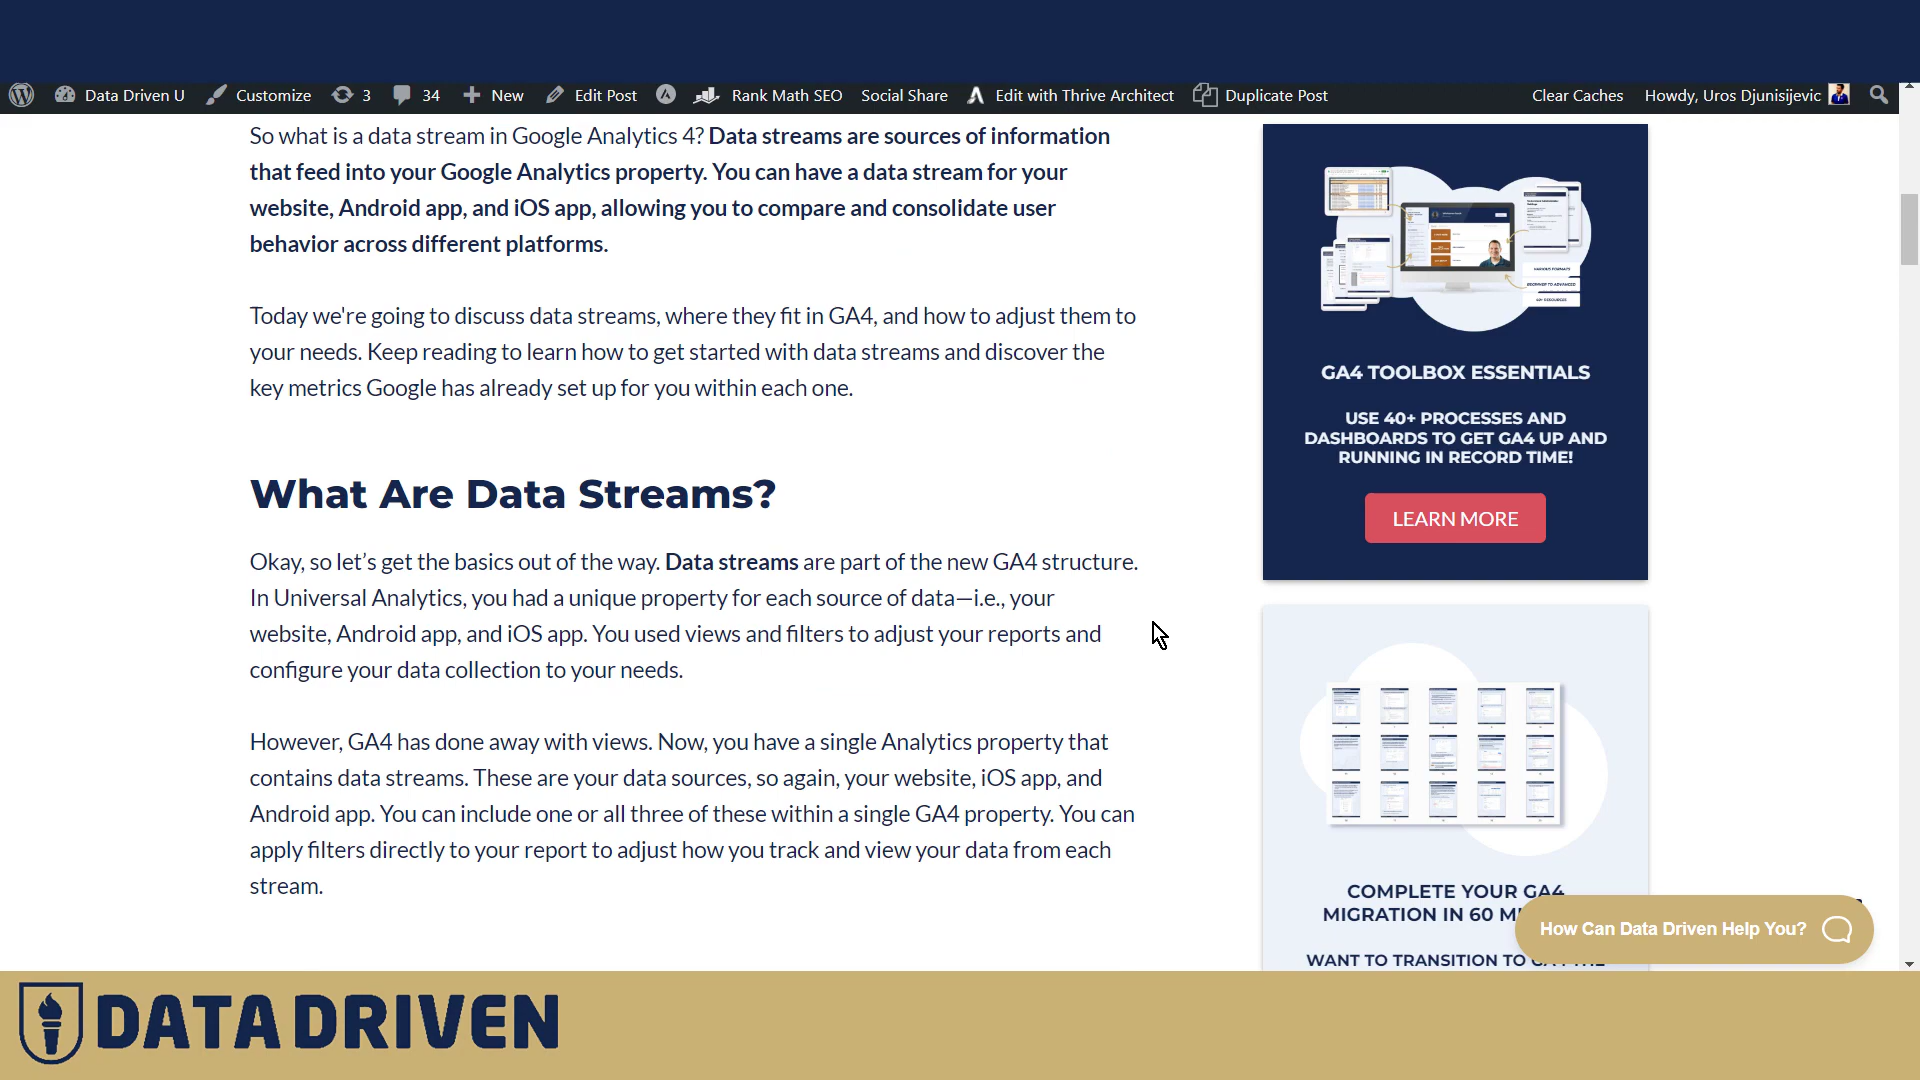 Data Driven U Customize 3 34 New Edit Post Rank Math SEO Social Share Edit with Thrive Architect Duplicate Post Clear Caches Howdy, Uros Djunisijevic
So what is a data stream in Google Analytics 4? Data streams are sources of information
that feed into your Google Analytics property. You can have a data stream for your
website, Android app, and iOS app, allowing you to compare and consolidate user
behavior across different platforms.
Today we're going to discuss data streams, where they fit in GA4, and how to adjust them to
your needs. Keep reading to learn how to get started with data streams and discover the
key metrics Google has already set up for you within each one.
What Are Data Streams?
Okay, so let’s get the basics out of the way. Data streams are part of the new GA4 structure.
In Universal Analytics, you had a unique property for each source of data—i.e., your
website, Android app, and iOS app. You used views and filters to adjust your reports and
configure your data collection to your needs.
However, GA4 has done away with views. Now, you have a single Analytics property that
contains data streams. These are your data sources, so again, your website, iOS app, and
Android app. You can include one or all three of these within a single GA4 property. You can
apply filters directly to your report to adjust how you track and view your data from each
stream.
VARIOUS FORMATS
BEGINNER TO ADVANCED
GA4 TOOLBOX ESSENTIALS
USE 40+ PROCESSES AND
DASHBOARDS TO GET GA4 UP AND
RUNNING IN RECORD TIME!
LEARN MORE
COMPLETE YOUR GA4
MIGRATION IN 60 M
WANT TO TRANSITION TO
How Can Data Driven Help You?
DATA DRIVEN